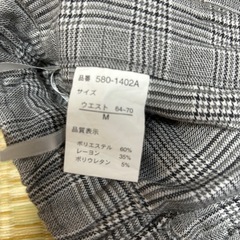 品番 580-1402A
サイズ
ウエスト 64-70
M
品質表示
ポリエステル 60%
レーヨン 35%
ポリウレタン 5%